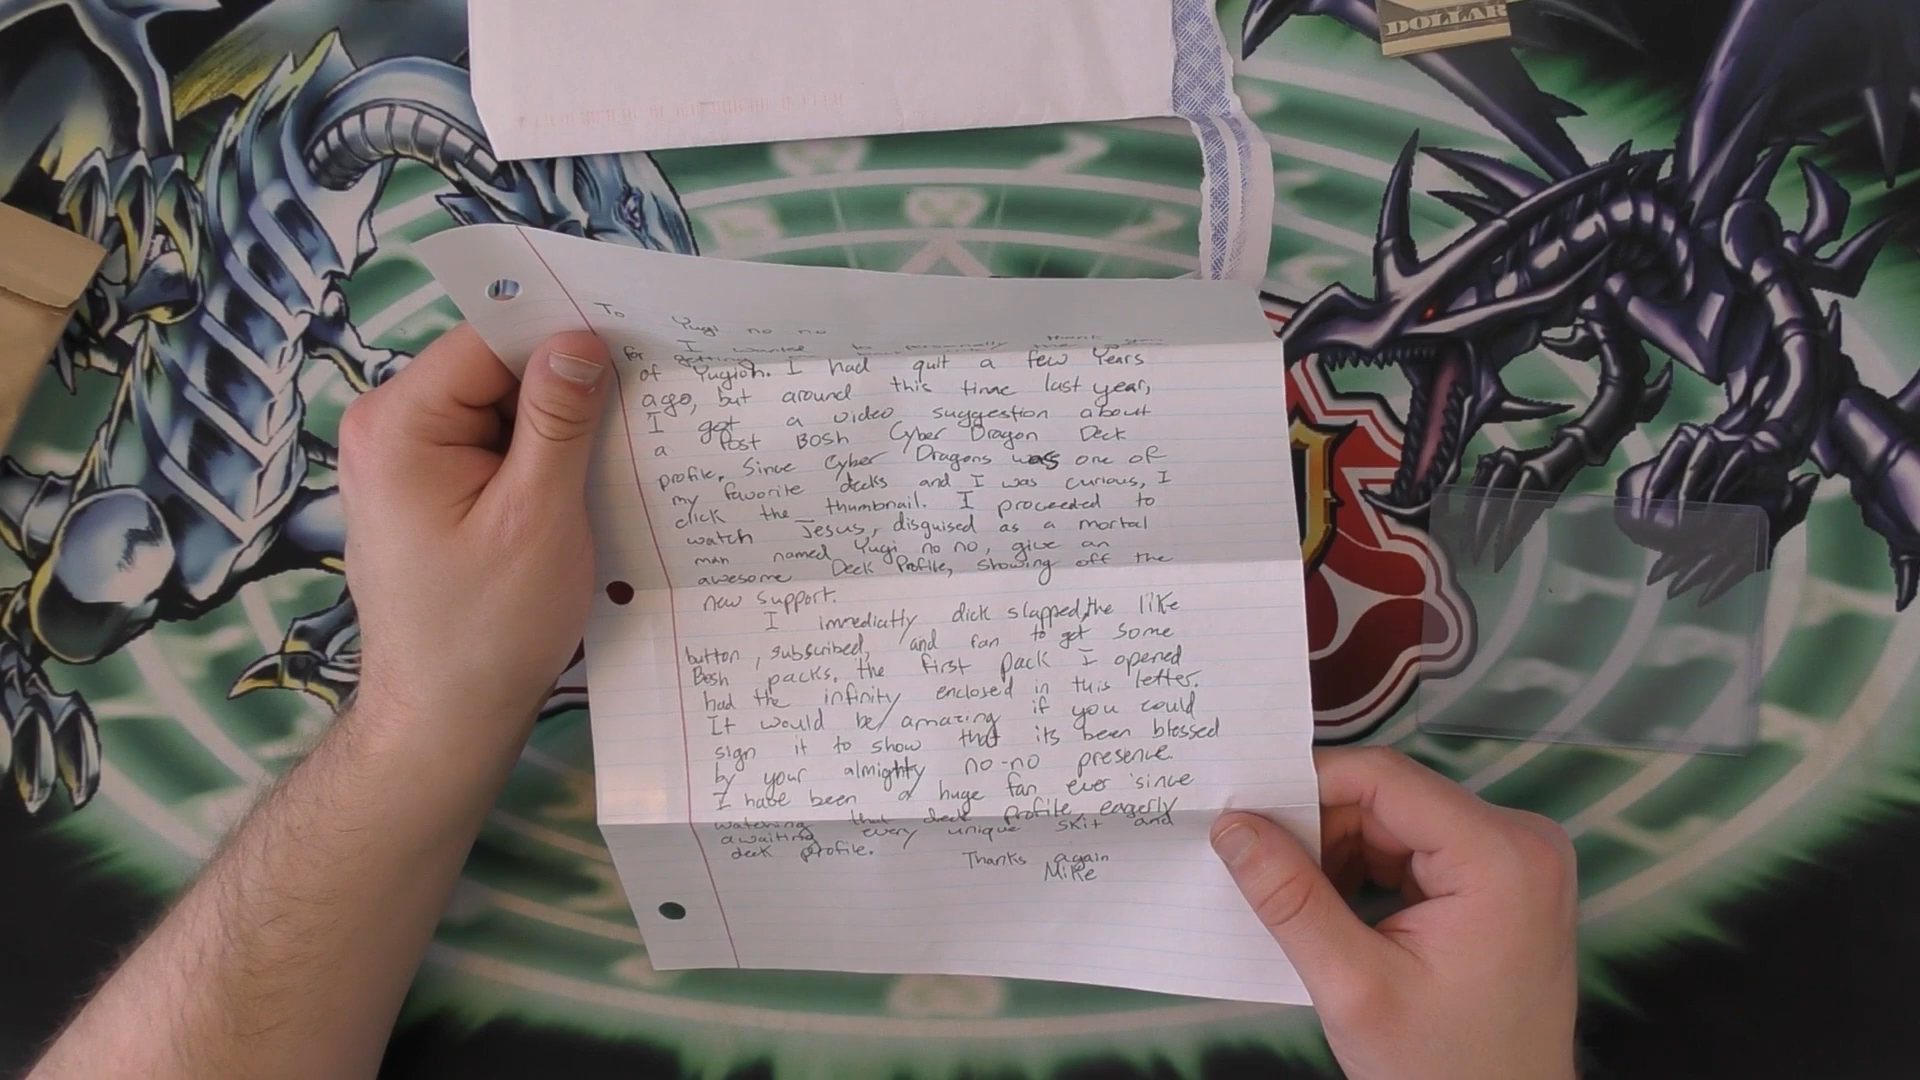 DOLLAR
To Yugi no no
I wanted to personally thank you
for getting
of Yugioh. I had quit a few Years
ago, but around this time last year,
I got a video suggestion about
a Post BOSH Cyber Dragon Deck
profile. Since Cyber Dragons was one of
my favorite decks and I was curious, I
click the thumbnail. I proceeded to
watch Jesus, disguised as a mortal
man named Yugi no no, give an
awesome Deck Profile, showing off the
new support.
I immediatly dick slapped the like
button, subscribed, and ran to get some
Bosh packs, the first pack I opened
had the infinity enclosed in this letter.
It would be amazing if you could
sign it to show that its been blessed
by your almighty no-no presence.
I have been a huge fan ever since
watching that deck profile, eagerly
awaiting every unique skit and
deck profile.
Thanks again
Mike